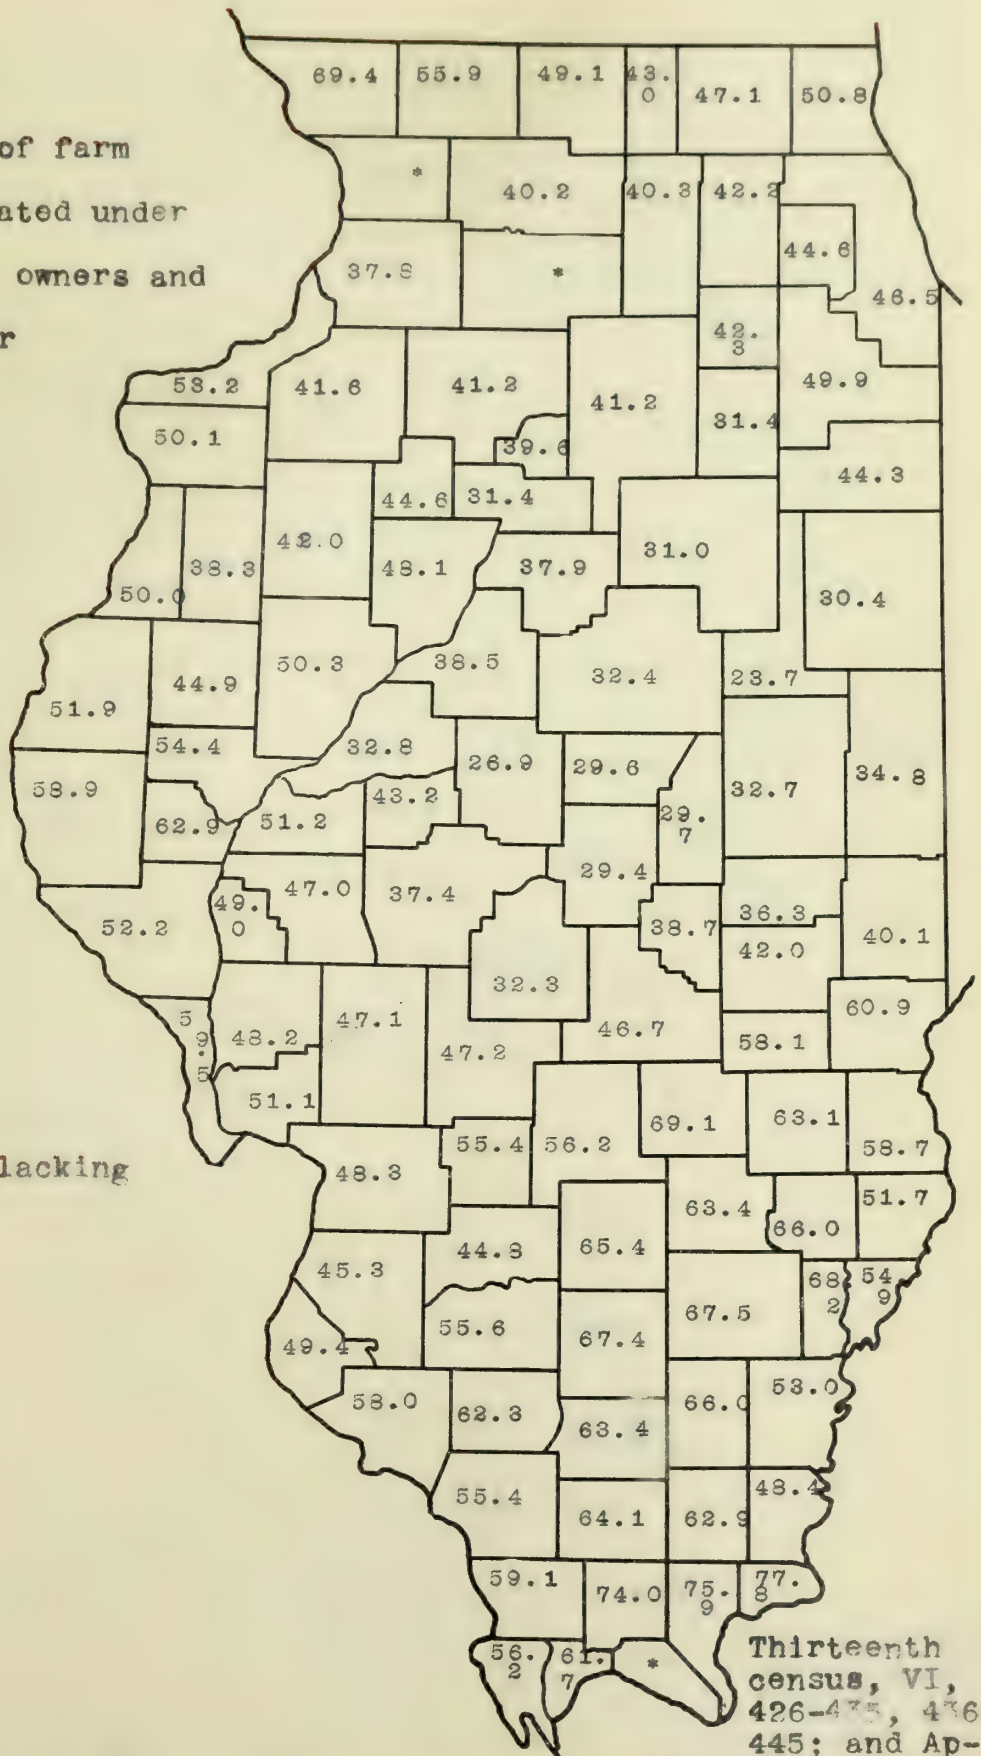 69.4 55.9 49.1 43.0 47.1 50.8
of farm
ated under
owners and
r
* 40.2 40.3 42.2
44.6
37.8 * 46.5
42.3
53.2 41.6 41.2 41.2 49.9
31.4
50.1 39.6
44.3
44.6 31.4
42.0 31.0
38.3 48.1 37.9
50.0 30.4
50.3 38.5
44.9 32.4 23.7
51.9
54.4 32.8
26.9 29.6 34.8
58.9 43.2 32.7
62.9 51.2 29.7
29.4
47.0 37.4
49.0 36.3
52.2 38.7 40.1
42.0
32.3
59.5 48.2 47.1 46.7 60.9
47.2 58.1
51.1
69.1 63.1
55.4 56.2 58.7
lacking
48.3
63.4 51.7
66.0
44.8 65.4
45.3 68.2 54.9
55.6 67.5
49.4 67.4
58.0 66.0 53.0
62.3 63.4
55.4 48.4
64.1 62.9
59.1 74.0 75.9 77.8
56.2 61.7 *
Thirteenth
census, VI,
426-435, 436
445; and Ap-